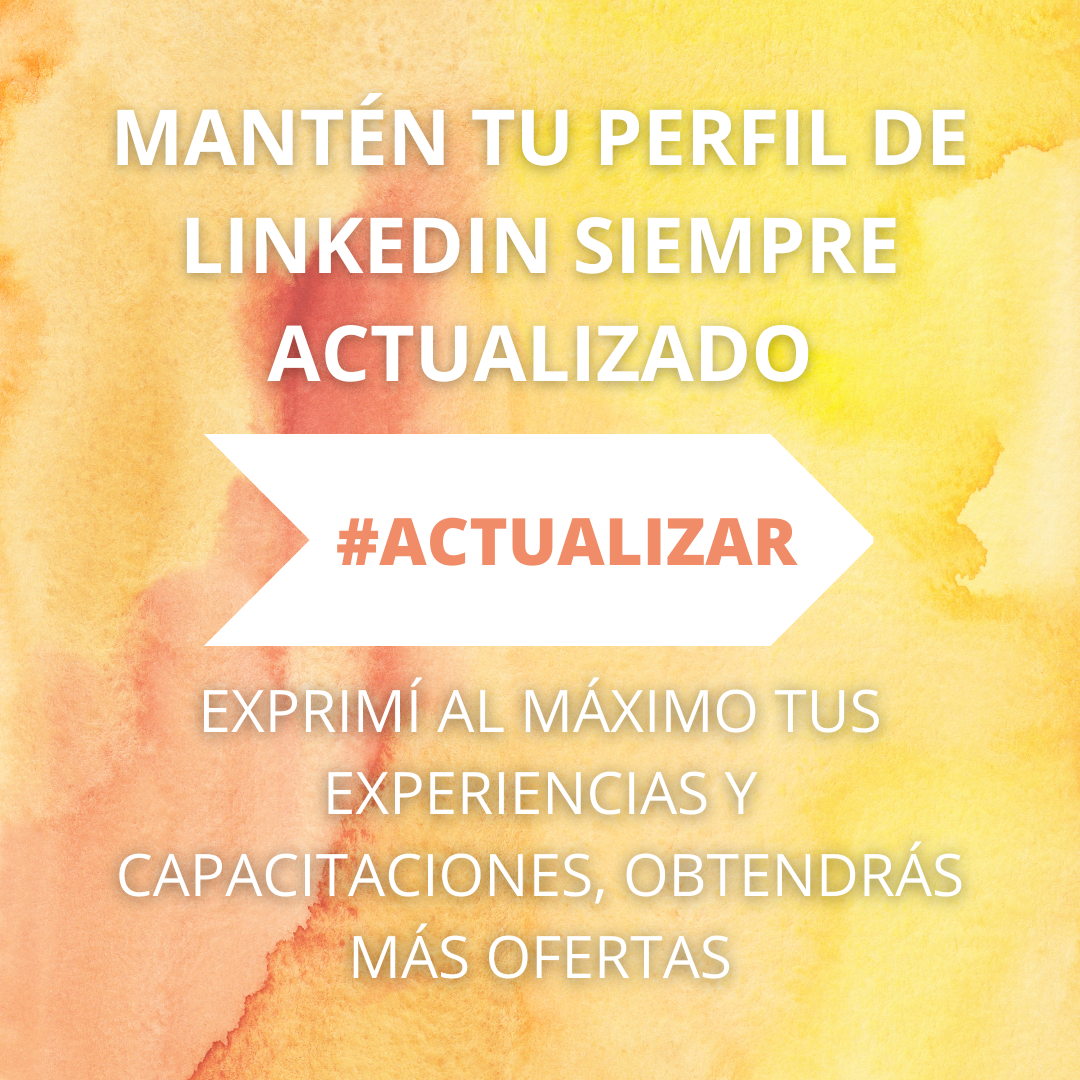 MANTÉN TU PERFIL DE
LINKEDIN SIEMPRE
ACTUALIZADO
#ACTUALIZAR
EXPRIMÍ AL MÁXIMO TUS
EXPERIENCIAS Y
CAPACITACIONES, OBTENDRÁS
MÁS OFERTAS